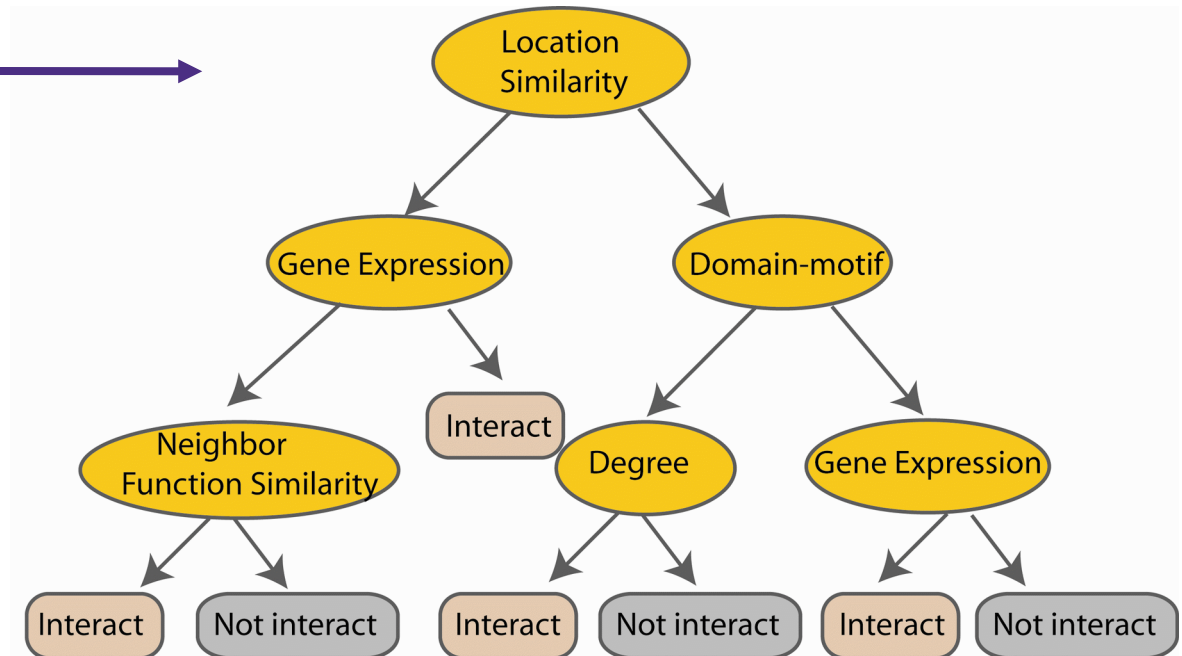 Location
Similarity
Gene Expression
Domain-motif
Interact
Neighbor
Function Similarity
Degree
Gene Expression
Interact
Not interact
Interact
Not interact
Interact
Not interact